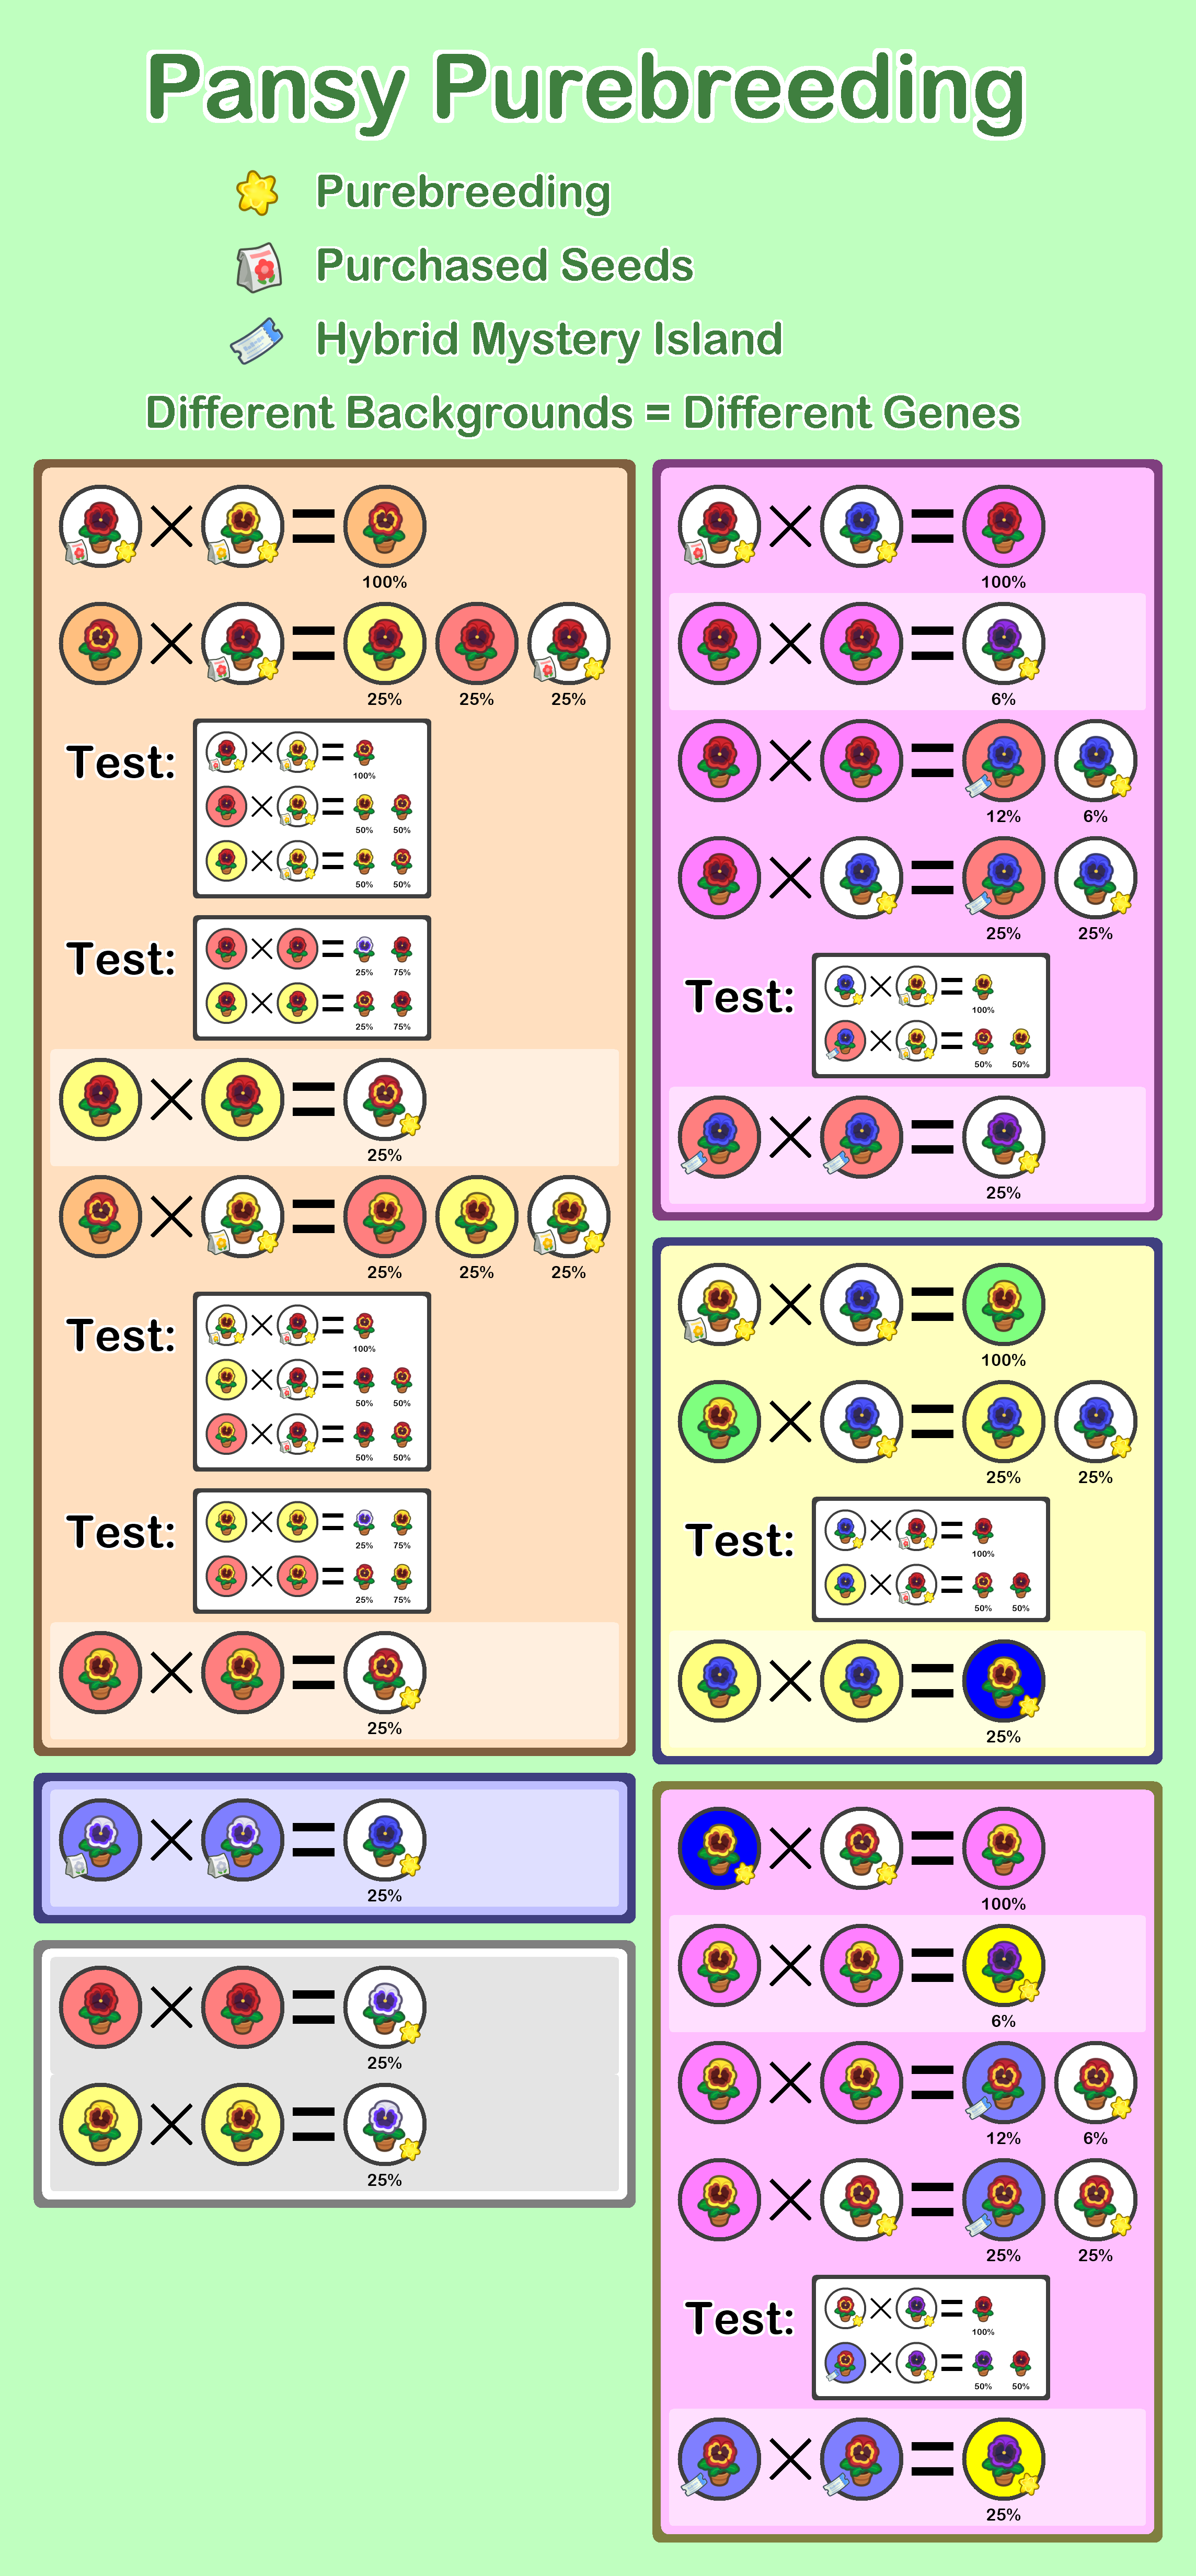 Pansy Purebreeding
Purebreeding
Purchased Seeds
Hybrid Mystery Island
Different Backgrounds = Different Genes
100%
25% 25% 25%
Test:
100%
50% 50%
50% 50%
Test:
25% 75%
25% 75%
25%
25% 25% 25%
Test:
100%
50% 50%
50% 50%
Test:
25% 75%
25% 75%
25%
25%
25%
25%
100%
6%
12% 6%
25% 25%
Test:
100%
50% 50%
25%
100%
25% 25%
Test:
100%
50% 50%
25%
100%
6%
12% 6%
25% 25%
Test:
100%
50% 50%
25%